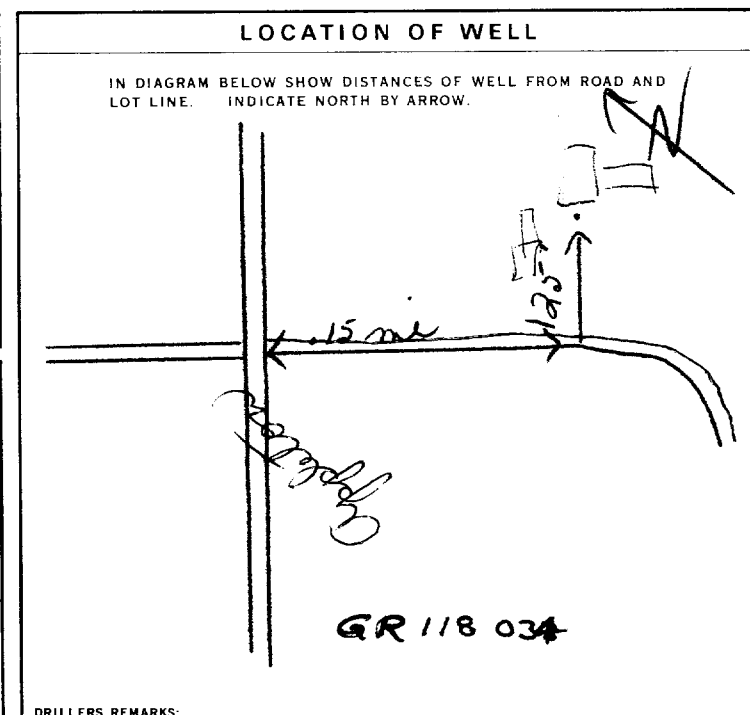 LOCATION OF WELL
IN DIAGRAM BELOW SHOW DISTANCES OF WELL FROM ROAD AND
LOT LINE. INDICATE NORTH BY ARROW.
N
125'
.15 mi
Appleton
GR 118 034
DRILLERS REMARKS: